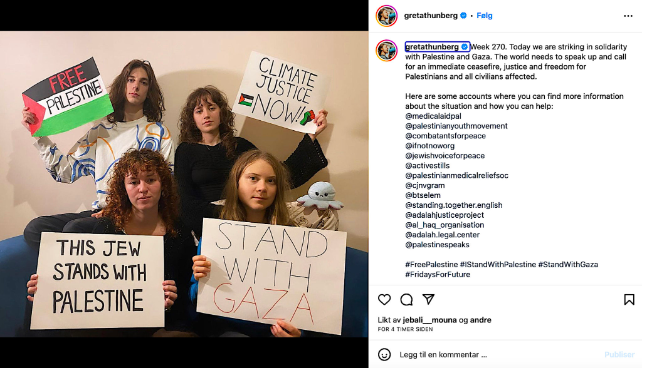 FREE
PALESTINE
CLIMATE
JUSTICE
NOW!!
THIS JEW
STANDS WITH
PALESTINE
STAND
WITH
GAZA
gretathunberg • Følg
gretathunberg Week 270. Today we are striking in solidarity
with Palestine and Gaza. The world needs to speak up and call
for an immediate ceasefire, justice and freedom for
Palestinians and all civilians affected.
Here are some accounts where you can find more information
about the situation and how you can help:
@medicalaidpal
@palestinianyouthmovement
@combatantsforpeace
@ifnotnoworg
@jewishvoiceforpeace
@activestills
@palestinianmedicalreliefsoc
@cjnvgram
@btselem
@standing.together.english
@adalahjusticeproject
@al_haq_organisation
@adalah.legal.center
@palestinespeaks
#FreePalestine #IStandWithPalestine #StandWithGaza
#FridaysForFuture
Likt av jebali__mouna og andre
FOR 4 TIMER SIDEN
Legg til en kommentar ... Publiser